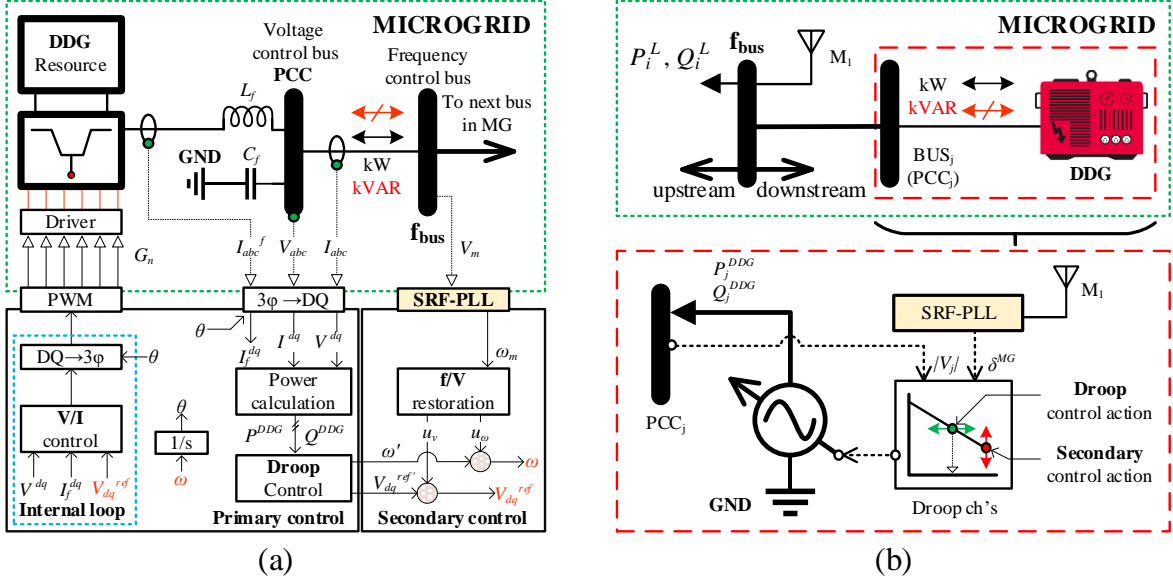 MICROGRID
DDG
Resource
Voltage
control bus
PCC
Frequency
control bus
To next bus
in MG
L_f
GND
C_f
kW
kVAR
f_bus
Driver
G_n
I_abc^f
V_abc
I_abc
V_m
PWM
3φ→DQ
SRF-PLL
θ
DQ→3φ
θ
I_f^dq
I^dq
V^dq
ω_m
Power
calculation
f/V
restoration
V/I
control
θ
1/s
ω
P^DDG
Q^DDG
u_v
u_ω
ω'
ω
Droop
Control
V_dq^ref'
V_dq^ref
V^dq
I_f^dq
V_dq^ref
Internal loop
Primary control
Secondary control
(a)
MICROGRID
P_i^L, Q_i^L
f_bus
M_1
kW
kVAR
BUS_j
(PCC_j)
DDG
upstream
downstream
P_j^DDG
Q_j^DDG
M_1
SRF-PLL
|V_j|
δ^MG
PCC_j
Droop
control action
Secondary
control action
GND
Droop ch's
(b)